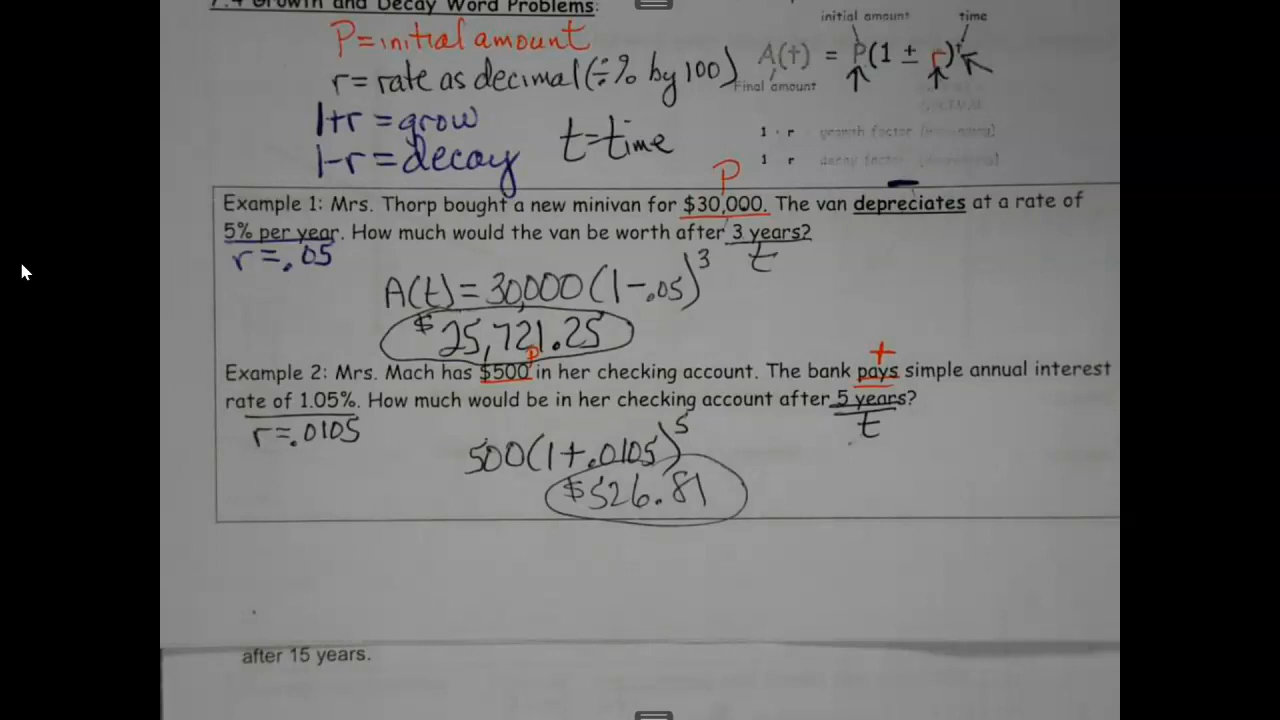 7.4 Growth and Decay Word Problems:
P=initial amount
r=rate as decimal (÷% by 100)
1+r=grow
1-r=decay
t=time
initial amount time
A(t) = P(1 ± r)^t
Final amount
1 · r growth factor
1 r decay factor
P
Example 1: Mrs. Thorp bought a new minivan for $30,000. The van depreciates at a rate of
5% per year. How much would the van be worth after 3 years?
r=.05
t
A(t)=30,000(1-.05)^3
$25,721.25
P
+
Example 2: Mrs. Mach has $500 in her checking account. The bank pays simple annual interest
rate of 1.05%. How much would be in her checking account after 5 years?
r=.0105
t
500(1+.0105)^5
$526.81
after 15 years.